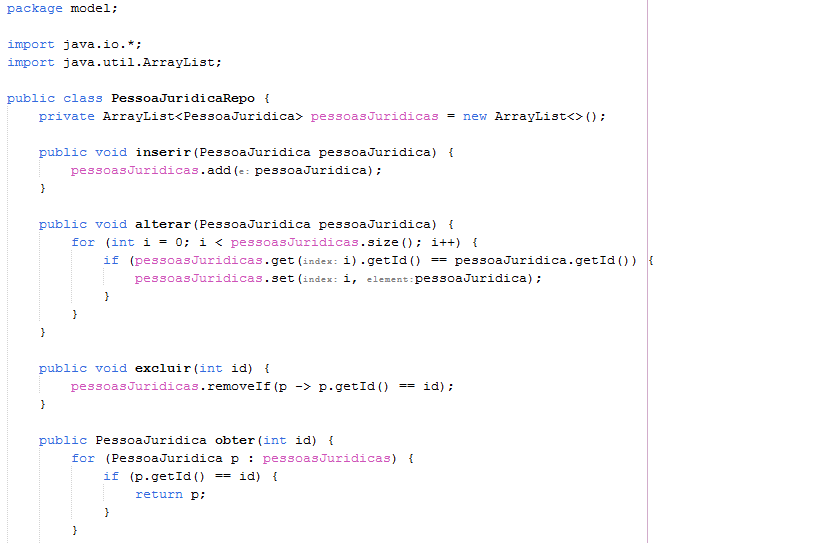 package model;
import java.io.*;
import java.util.ArrayList;
public class PessoaJuridicaRepo {
private ArrayList<PessoaJuridica> pessoasJuridicas = new ArrayList<>();
public void inserir(PessoaJuridica pessoaJuridica) {
pessoasJuridicas.add(e: pessoaJuridica);
}
public void alterar(PessoaJuridica pessoaJuridica) {
for (int i = 0; i < pessoasJuridicas.size(); i++) {
if (pessoasJuridicas.get(index: i).getId() == pessoaJuridica.getId()) {
pessoasJuridicas.set(index: i, element:pessoaJuridica);
}
}
}
public void excluir(int id) {
pessoasJuridicas.removeIf(p -> p.getId() == id);
}
public PessoaJuridica obter(int id) {
for (PessoaJuridica p : pessoasJuridicas) {
if (p.getId() == id) {
return p;
}
}